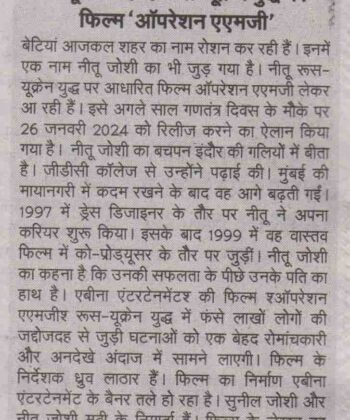 फिल्म ‘ऑपरेशन एएमजी’
बेटियां आजकल शहर का नाम रोशन कर रही हैं। इनमें
एक नाम नीतू जोशी का भी जुड़ गया है। नीतू रूस-
यूक्रेन युद्ध पर आधारित फिल्म ऑपरेशन एएमजी लेकर
आ रही हैं। इसे अगले साल गणतंत्र दिवस के मौके पर
26 जनवरी 2024 को रिलीज करने का ऐलान किया
गया है। नीतू जोशी का बचपन इंदौर की गलियों में बीता
है। जीडीसी कॉलेज से उन्होंने पढ़ाई की। मुंबई की
मायानगरी में कदम रखने के बाद वह आगे बढ़ती गईं।
1997 में ड्रेस डिजाइनर के तौर पर नीतू ने अपना
करियर शुरू किया। इसके बाद 1999 में वह वास्तव
फिल्म में को-प्रोड्यूसर के तौर पर जुड़ीं। नीतू जोशी
का कहना है कि उनकी सफलता के पीछे उनके पति का
हाथ है। एबीना एंटरटेनमेंटश्‍ की फिल्म श्ऑपरेशन
एएमजीश्‍ रूस-यूक्रेन युद्ध में फंसे लाखों लोगों की
जद्दोजदह से जुड़ी घटनाओं को एक बेहद रोमांचकारी
और अनदेखे अंदाज में सामने लाएगी। फिल्म के
निर्देशक ध्रुव लाठार हैं। फिल्म का निर्माण एबीना
एंटरटेनमेंट के बैनर तले हो रहा है। सुनील जोशी और